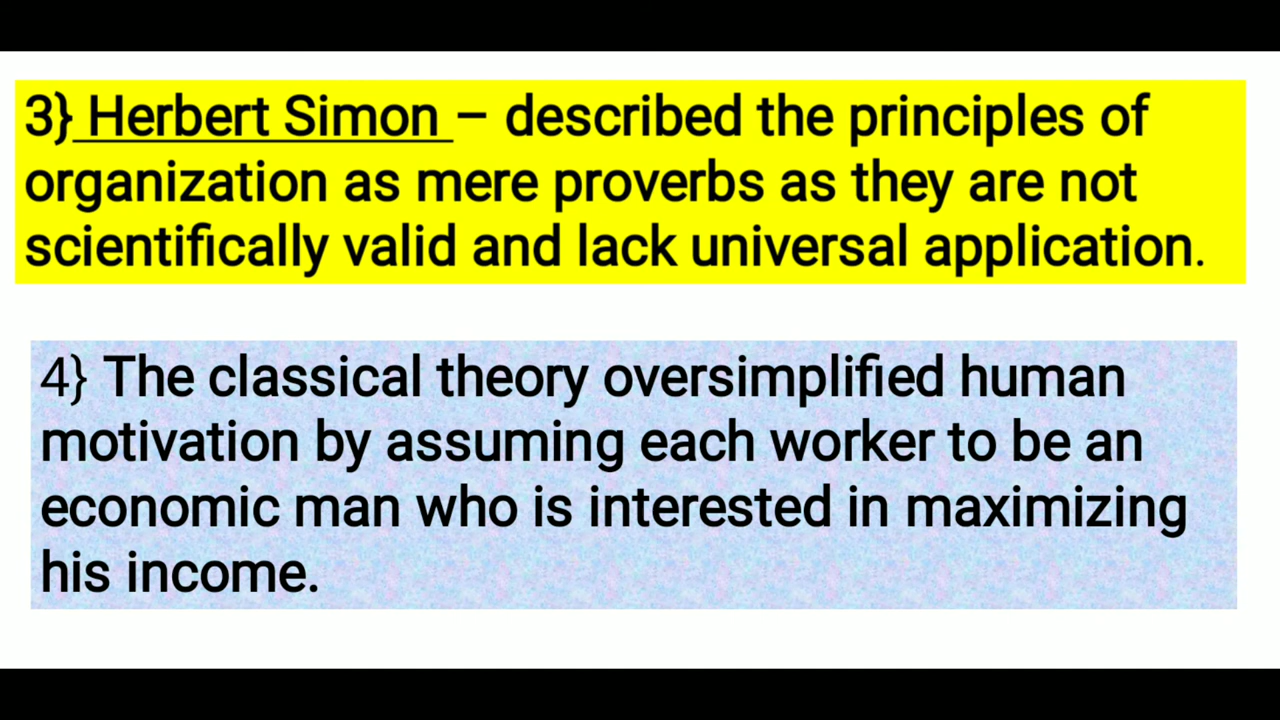 3} Herbert Simon – described the principles of
organization as mere proverbs as they are not
scientifically valid and lack universal application.
4} The classical theory oversimplified human
motivation by assuming each worker to be an
economic man who is interested in maximizing
his income.